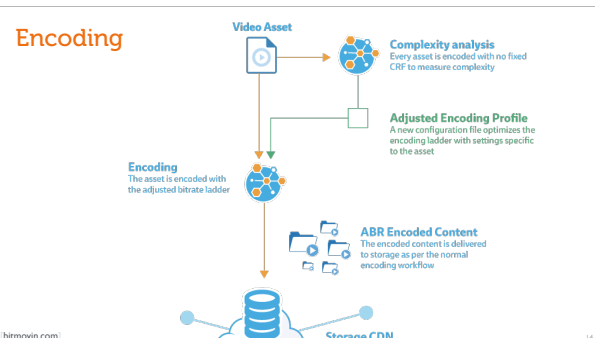 Encoding
Video Asset
Complexity analysis
Every asset is encoded with no fixed
CRF to measure complexity
Adjusted Encoding Profile
A new configuration file optimizes the
encoding ladder with settings specific
to the asset
Encoding
The asset is encoded with
the adjusted bitrate ladder
ABR Encoded Content
The encoded content is delivered
to storage as per the normal
encoding workflow
Storage CDN
bitmovin.com